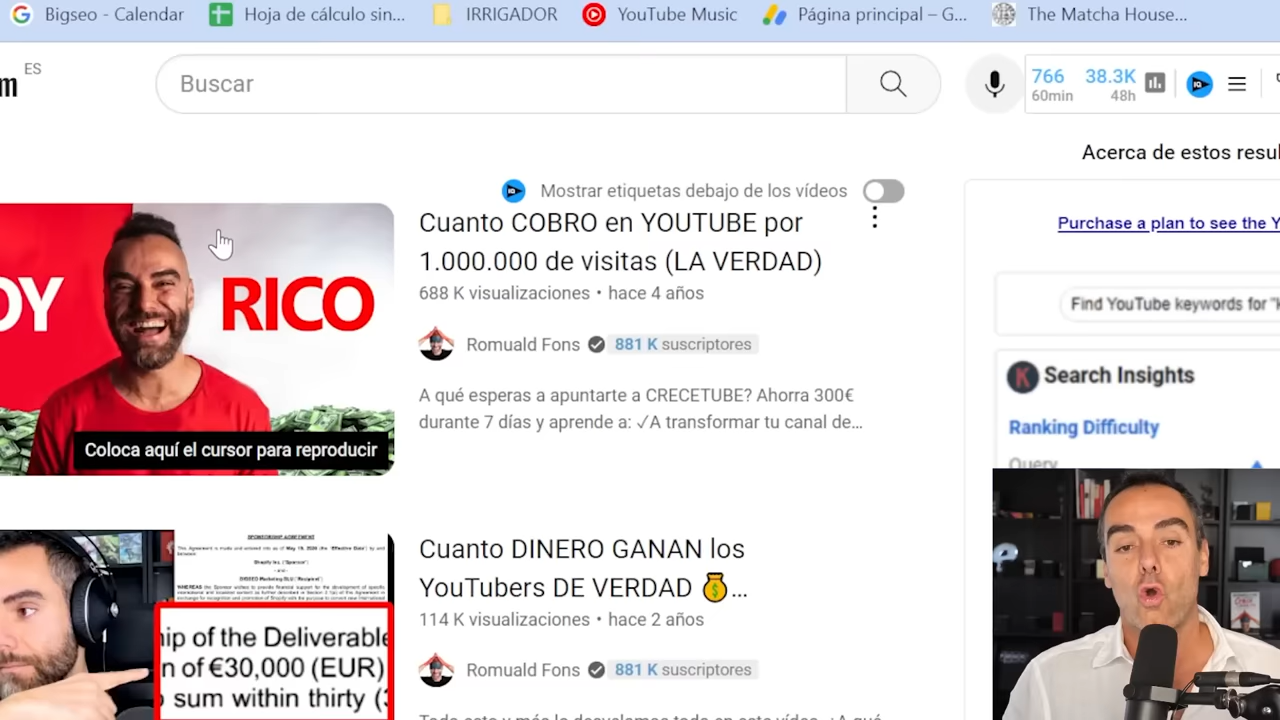 Bigseo - Calendar
Hoja de cálculo sin...
IRRIGADOR
YouTube Music
Página principal – G...
The Matcha House...
m ES
Buscar
766
60min
38.3K
48h
Acerca de estos resul
Mostrar etiquetas debajo de los vídeos
Purchase a plan to see the Y
OY
RICO
Coloca aquí el cursor para reproducir
Cuanto COBRO en YOUTUBE por
1.000.000 de visitas (LA VERDAD)
688 K visualizaciones • hace 4 años
Romuald Fons 881 K suscriptores
A qué esperas a apuntarte a CRECETUBE? Ahorra 300€
durante 7 días y aprende a: ✓A transformar tu canal de...
Find YouTube keywords for "k
K Search Insights
Ranking Difficulty
Query
SPONSORSHIP AGREEMENT
hip of the Deliverable
n of €30,000 (EUR)
o sum within thirty (3
Cuanto DINERO GANAN los
YouTubers DE VERDAD 💰...
114 K visualizaciones • hace 2 años
Romuald Fons 881 K suscriptores